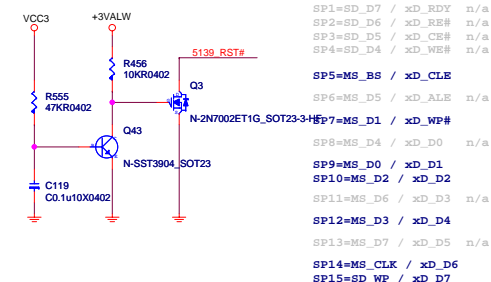 VCC3
+3VALW
R456
10KR0402
5139_RST#
Q3
N-2N7002ET1G_SOT23-3-HF
R555
47KR0402
Q43
N-SST3904_SOT23
C119
C0.1u10X0402
SP1=SD_D7 / xD_RDY n/a
SP2=SD_D6 / xD_RE# n/a
SP3=SD_D5 / xD_CE# n/a
SP4=SD_D4 / xD_WE# n/a
SP5=MS_BS / xD_CLE
SP6=MS_D5 / xD_ALE n/a
SP7=MS_D1 / xD_WP#
SP8=MS_D4 / xD_D0 n/a
SP9=MS_D0 / xD_D1
SP10=MS_D2 / xD_D2
SP11=MS_D6 / xD_D3 n/a
SP12=MS_D3 / xD_D4
SP13=MS_D7 / xD_D5 n/a
SP14=MS_CLK / xD_D6
SP15=SD_WP / xD_D7